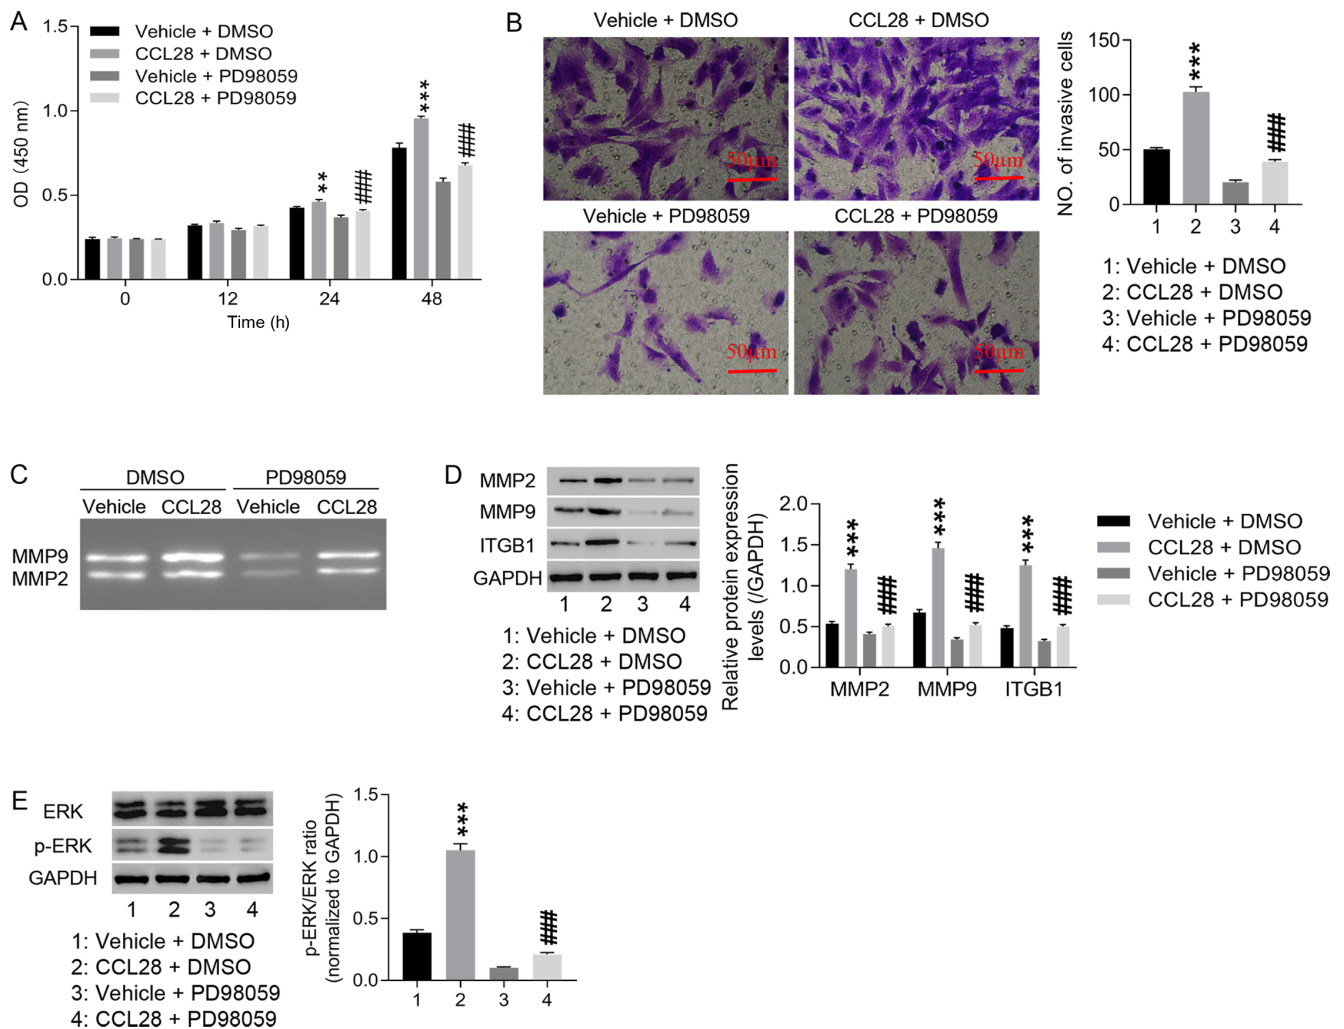 A
1.5
1.0
0.5
0.0
OD (450 nm)
Vehicle + DMSO
CCL28 + DMSO
Vehicle + PD98059
CCL28 + PD98059
**
###
***
###
0
12
24
48
Time (h)
B
Vehicle + DMSO
CCL28 + DMSO
50μm
50μm
Vehicle + PD98059
CCL28 + PD98059
50μm
50μm
NO. of invasive cells
150
100
50
0
***
###
1
2
3
4
1: Vehicle + DMSO
2: CCL28 + DMSO
3: Vehicle + PD98059
4: CCL28 + PD98059
C
DMSO
PD98059
Vehicle
CCL28
Vehicle
CCL28
MMP9
MMP2
D
MMP2
MMP9
ITGB1
GAPDH
1
2
3
4
1: Vehicle + DMSO
2: CCL28 + DMSO
3: Vehicle + PD98059
4: CCL28 + PD98059
Relative protein expression
levels (/GAPDH)
2.0
1.5
1.0
0.5
0.0
***
###
***
###
***
###
MMP2
MMP9
ITGB1
Vehicle + DMSO
CCL28 + DMSO
Vehicle + PD98059
CCL28 + PD98059
E
ERK
p-ERK
GAPDH
1
2
3
4
1: Vehicle + DMSO
2: CCL28 + DMSO
3: Vehicle + PD98059
4: CCL28 + PD98059
p-ERK/ERK ratio
(normalized to GAPDH)
1.5
1.0
0.5
0.0
***
###
1
2
3
4